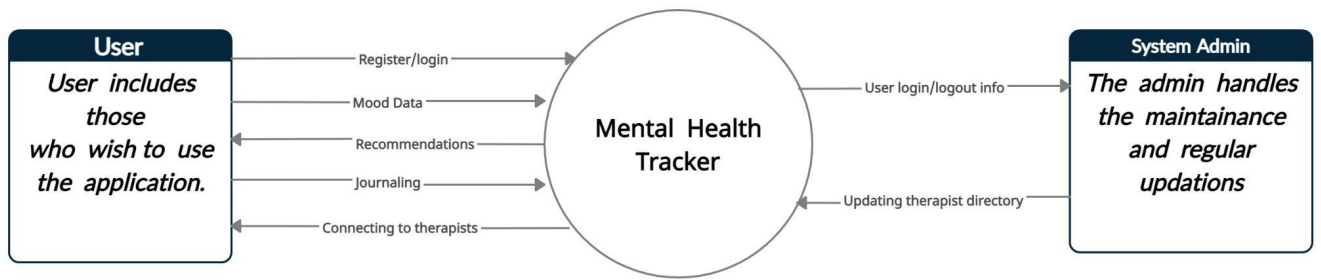 User
User includes
those
who wish to use
the application.
Register/login
Mood Data
Recommendations
Journaling
Connecting to therapists
Mental Health
Tracker
User login/logout info
Updating therapist directory
System Admin
The admin handles
the maintainance
and regular
updations